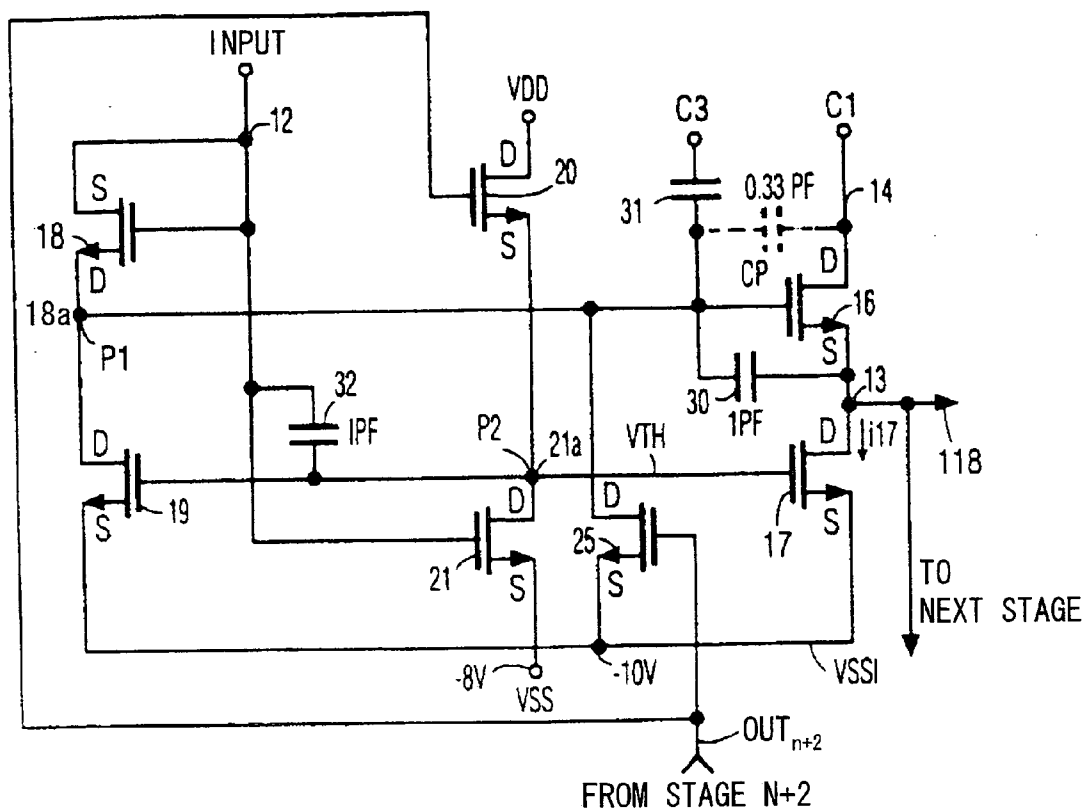 INPUT
12
VDD
C3
C1
D
20
S
18
S
D
18a
P1
31
0.33 PF
CP
14
D
16
S
32
1PF
P2
21a
VTH
30
1PF
13
D
i17
118
D
S
19
21
D
S
D
25
S
17
S
TO
NEXT STAGE
-8V
VSS
-10V
VSSI
OUTn+2
FROM STAGE N+2